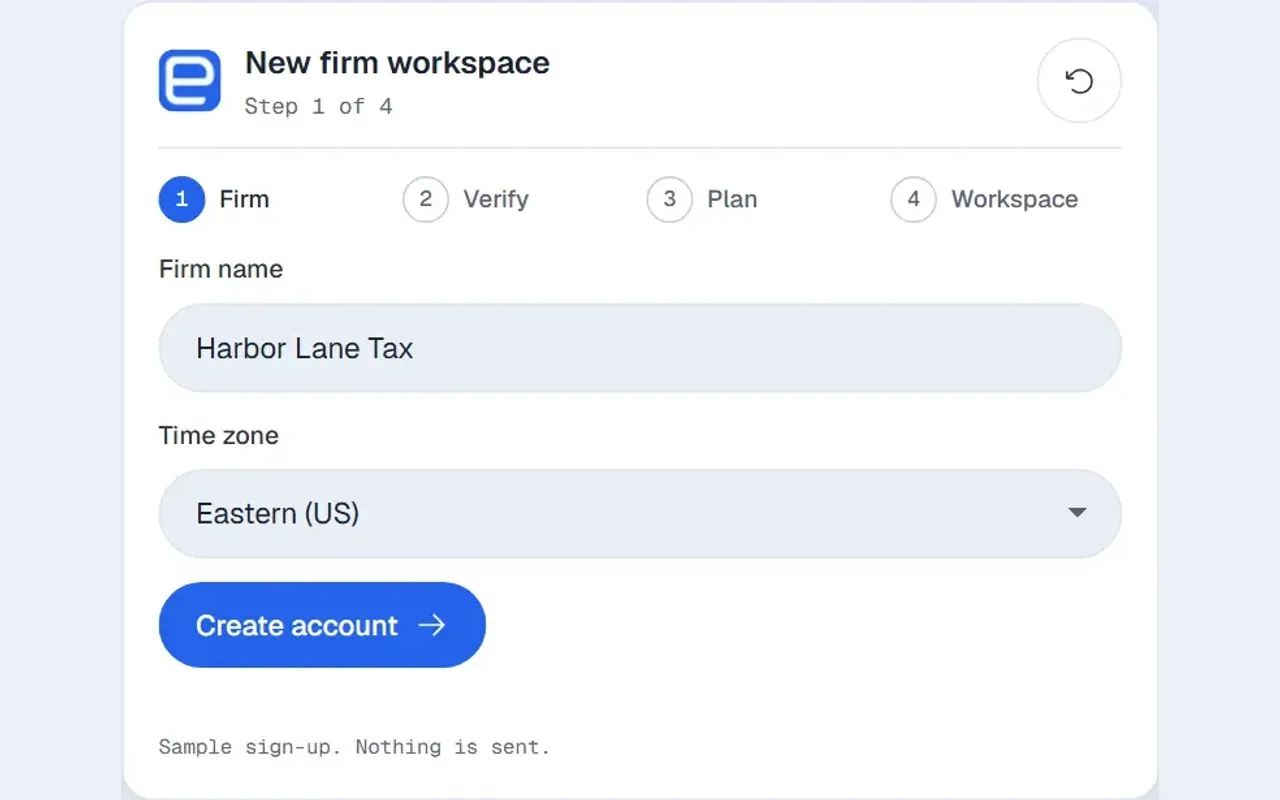 New firm workspace
Step 1 of 4
1 Firm 2 Verify 3 Plan 4 Workspace
Firm name
Harbor Lane Tax
Time zone
Eastern (US)
Create account →
Sample sign-up. Nothing is sent.